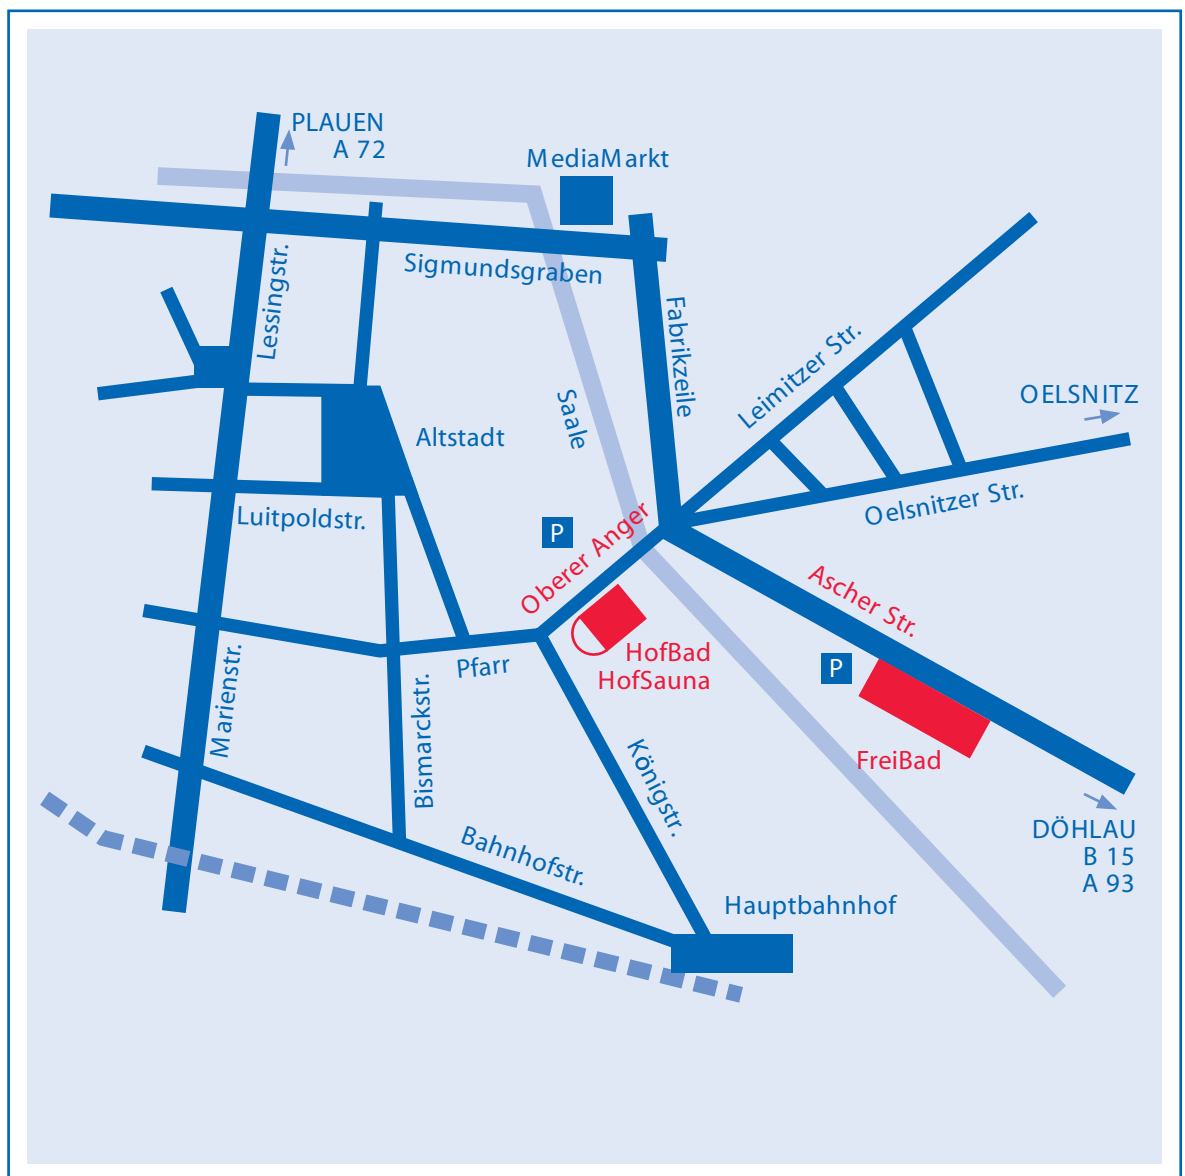 PLAUEN
A 72
MediaMarkt
Sigmundsgraben
Lessingstr.
Fabrikzeile
Leimitzer Str.
OELSNITZ
Saale
Altstadt
Oelsnitzer Str.
Luitpoldstr.
P
Oberer Anger
Ascher Str.
HofBad
HofSauna
P
Pfarr
Marienstr.
Bismarckstr.
Königstr.
FreiBad
Bahnhofstr.
DÖHLAU
B 15
A 93
Hauptbahnhof